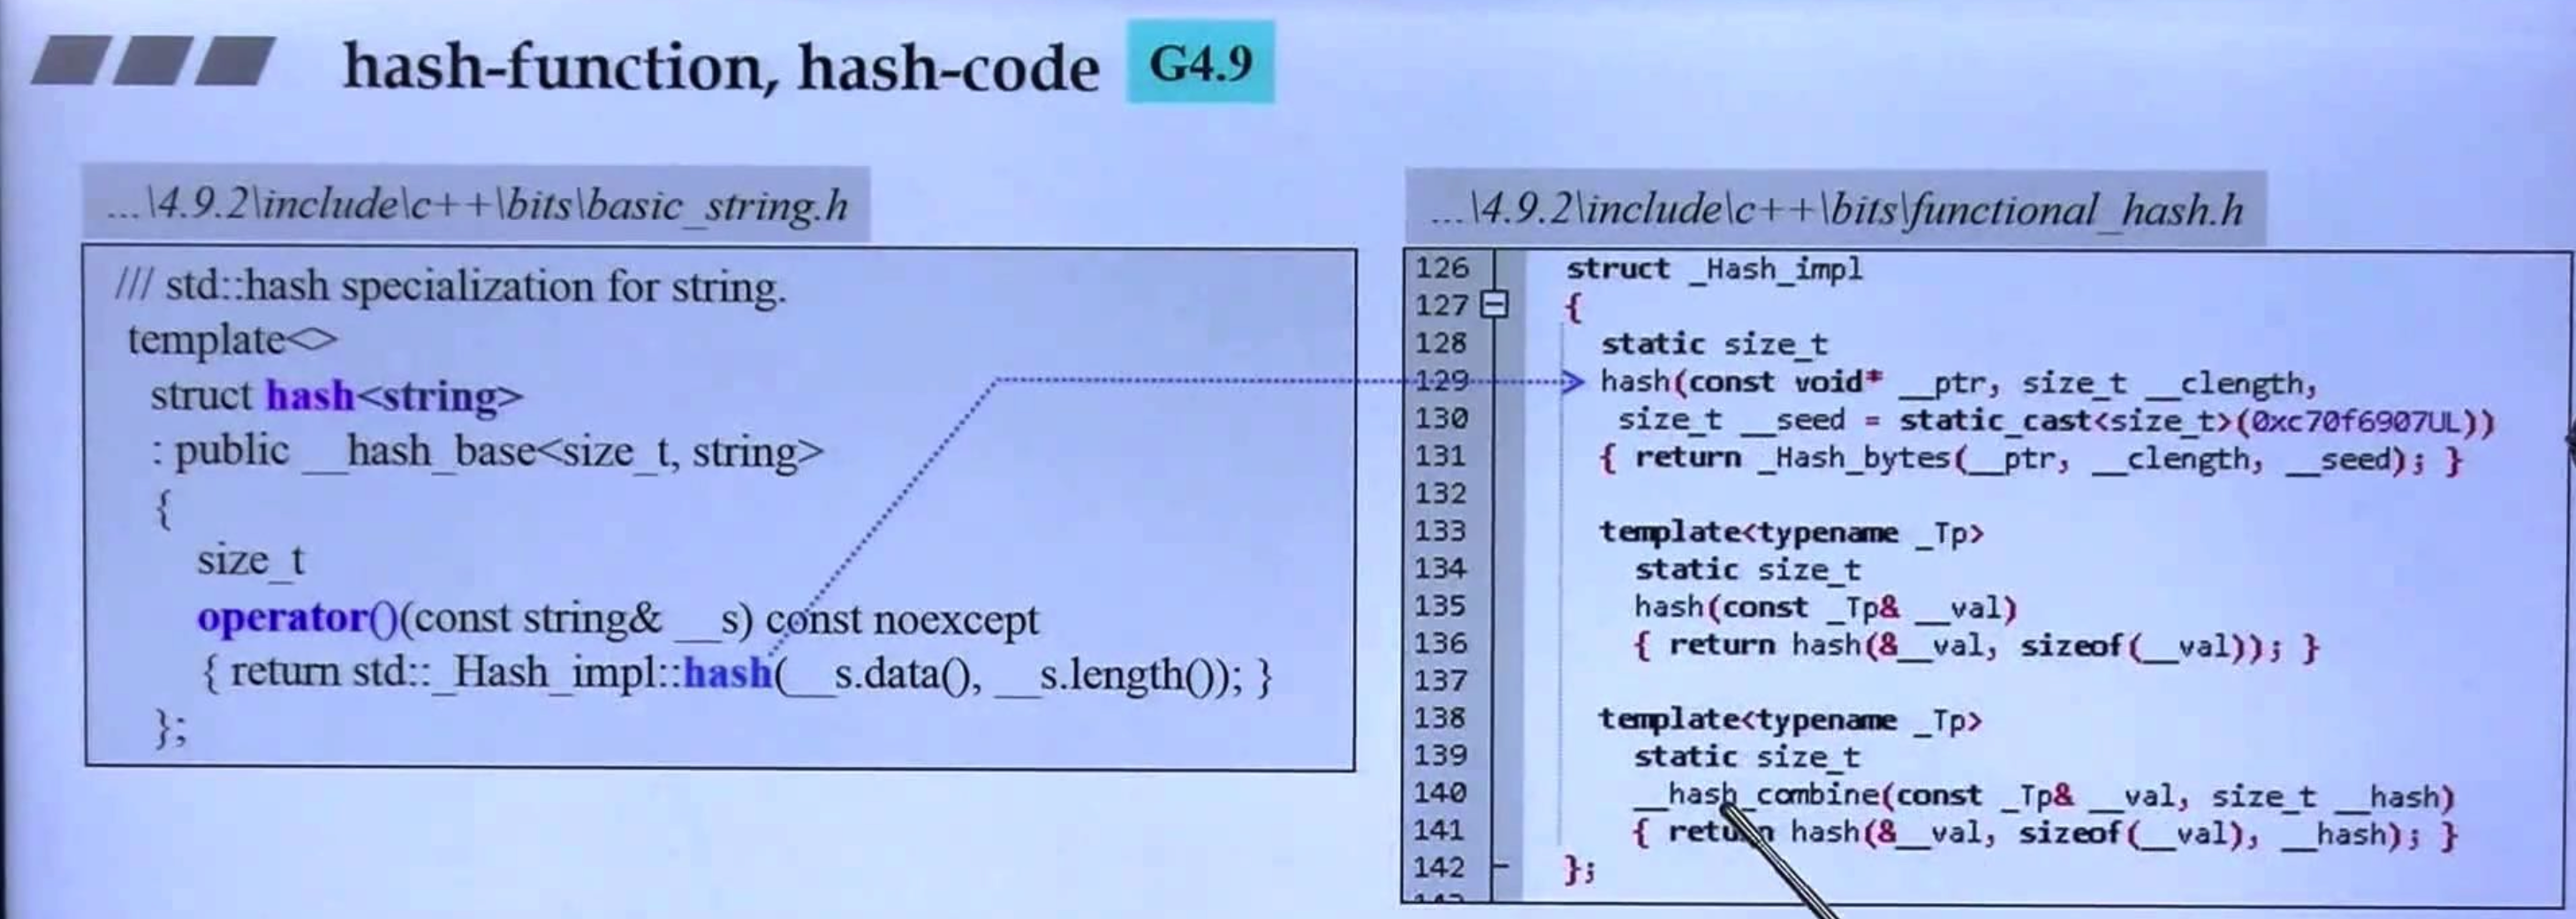 hash-function, hash-code G4.9
...\4.9.2\include\c++\bits\basic_string.h
/// std::hash specialization for string.
template<>
struct hash<string>
: public __hash_base<size_t, string>
{
size_t
operator()(const string& __s) const noexcept
{ return std::_Hash_impl::hash(__s.data(), __s.length()); }
};
...\4.9.2\include\c++\bits\functional_hash.h
126 struct _Hash_impl
127 {
128 static size_t
129 hash(const void* __ptr, size_t __clength,
130 size_t __seed = static_cast<size_t>(0xc70f6907UL))
131 { return _Hash_bytes(__ptr, __clength, __seed); }
132
133 template<typename _Tp>
134 static size_t
135 hash(const _Tp& __val)
136 { return hash(&__val, sizeof(__val)); }
137
138 template<typename _Tp>
139 static size_t
140 __hash_combine(const _Tp& __val, size_t __hash)
141 { return hash(&__val, sizeof(__val), __hash); }
142 };